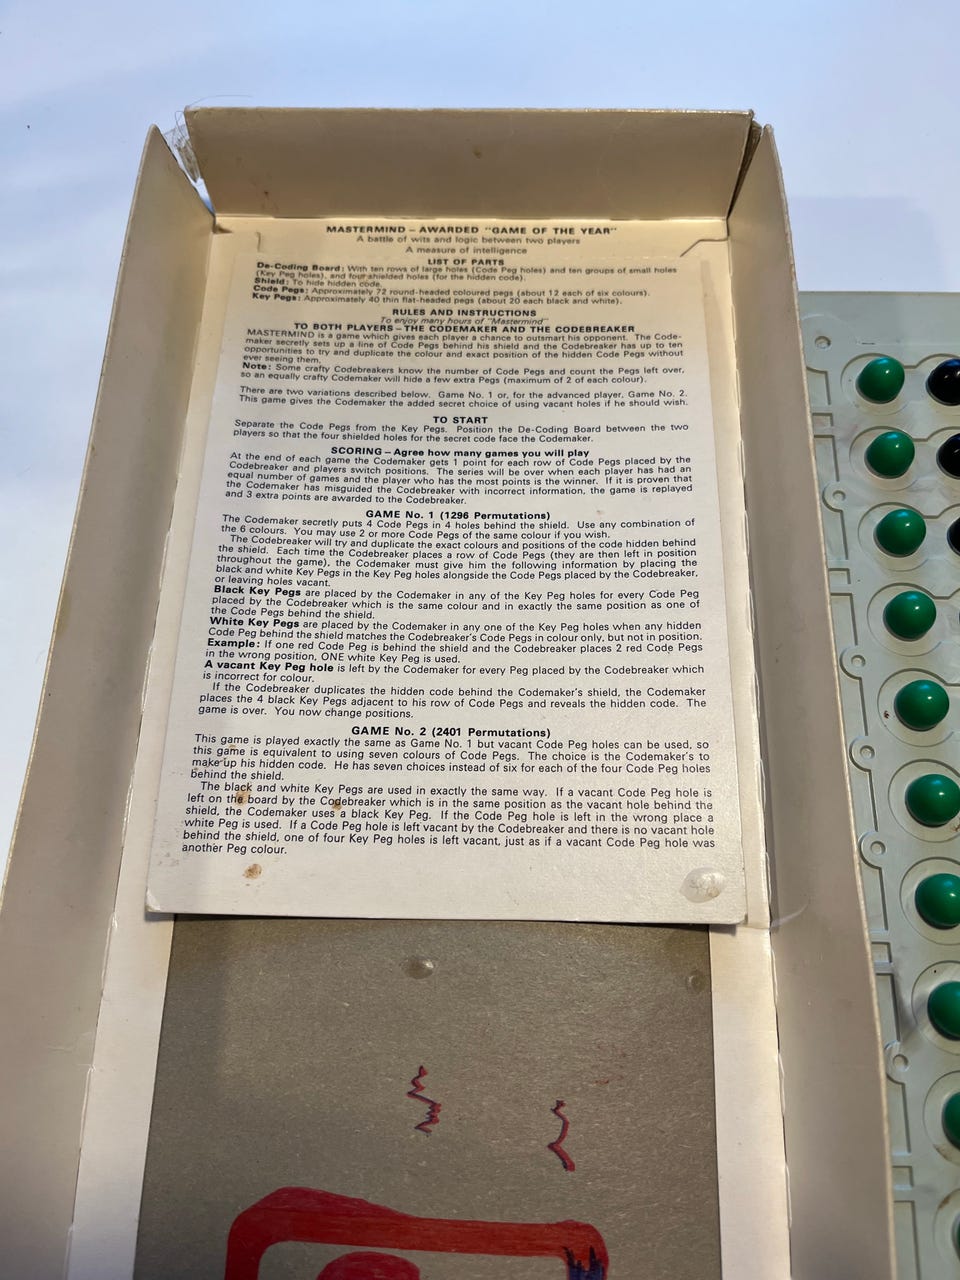 MASTERMIND – AWARDED "GAME OF THE YEAR"
A battle of wits and logic between two players
A measure of intelligence
LIST OF PARTS
De-Coding Board: With ten rows of large holes (Code Peg holes) and ten groups of small holes
(Key Peg holes), and four shielded holes (for the hidden code).
Shield: To hide hidden code.
Code Pegs: Approximately 72 round-headed coloured pegs (about 12 each of six colours).
Key Pegs: Approximately 40 thin flat-headed pegs (about 20 each black and white).
RULES AND INSTRUCTIONS
To enjoy many hours of "Mastermind"
TO BOTH PLAYERS – THE CODEMAKER AND THE CODEBREAKER
MASTERMIND is a game which gives each player a chance to outsmart his opponent. The Code-
maker secretly sets up a line of Code Pegs behind his shield and the Codebreaker has up to ten
opportunities to try and duplicate the colour and exact position of the hidden Code Pegs without
ever seeing them.
Note: Some crafty Codebreakers know the number of Code Pegs and count the Pegs left over,
so an equally crafty Codemaker will hide a few extra Pegs (maximum of 2 of each colour).
There are two variations described below. Game No. 1 or, for the advanced player, Game No. 2.
This game gives the Codemaker the added secret choice of using vacant holes if he should wish.
TO START
Separate the Code Pegs from the Key Pegs. Position the De-Coding Board between the two
players so that the four shielded holes for the secret code face the Codemaker.
SCORING – Agree how many games you will play
At the end of each game the Codemaker gets 1 point for each row of Code Pegs placed by the
Codebreaker and players switch positions. The series will be over when each player has had an
equal number of games and the player who has the most points is the winner. If it is proven that
the Codemaker has misguided the Codebreaker with incorrect information, the game is replayed
and 3 extra points are awarded to the Codebreaker.
GAME No. 1 (1296 Permutations)
The Codemaker secretly puts 4 Code Pegs in 4 holes behind the shield. Use any combination of
the 6 colours. You may use 2 or more Code Pegs of the same colour if you wish.
The Codebreaker will try and duplicate the exact colours and positions of the code hidden behind
the shield. Each time the Codebreaker places a row of Code Pegs (they are then left in position
throughout the game), the Codemaker must give him the following information by placing the
black and white Key Pegs in the Key Peg holes alongside the Code Pegs placed by the Codebreaker,
or leaving holes vacant.
Black Key Pegs are placed by the Codemaker in any of the Key Peg holes for every Code Peg
placed by the Codebreaker which is the same colour and in exactly the same position as one of
the Code Pegs behind the shield.
White Key Pegs are placed by the Codemaker in any one of the Key Peg holes when any hidden
Code Peg behind the shield matches the Codebreaker's Code Pegs in colour only, but not in position.
Example: If one red Code Peg is behind the shield and the Codebreaker places 2 red Code Pegs
in the wrong position, ONE white Key Peg is used.
A vacant Key Peg hole is left by the Codemaker for every Peg placed by the Codebreaker which
is incorrect for colour.
If the Codebreaker duplicates the hidden code behind the Codemaker's shield, the Codemaker
places the 4 black Key Pegs adjacent to his row of Code Pegs and reveals the hidden code. The
game is over. You now change positions.
GAME No. 2 (2401 Permutations)
This game is played exactly the same as Game No. 1 but vacant Code Peg holes can be used, so
this game is equivalent to using seven colours of Code Pegs. The choice is the Codemaker's to
make up his hidden code. He has seven choices instead of six for each of the four Code Peg holes
behind the shield.
The black and white Key Pegs are used in exactly the same way. If a vacant Code Peg hole is
left on the board by the Codebreaker which is in the same position as the vacant hole behind the
shield, the Codemaker uses a black Key Peg. If the Code Peg hole is left in the wrong place a
white Peg is used. If a Code Peg hole is left vacant by the Codebreaker and there is no vacant hole
behind the shield, one of four Key Peg holes is left vacant, just as if a vacant Code Peg hole was
another Peg colour.